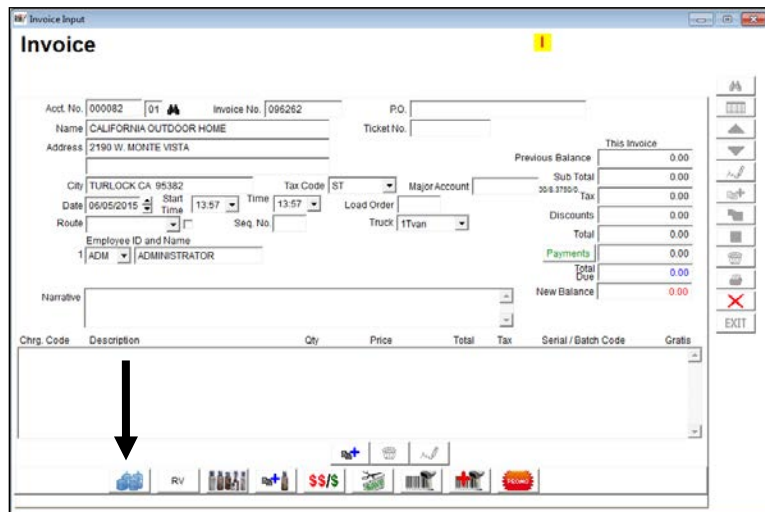 Invoice Input
Invoice
I
Acct. No. 000082 01 Invoice No. 096262 P.O.
Name CALIFORNIA OUTDOOR HOME Ticket No.
Address 2190 W. MONTE VISTA
This Invoice
Previous Balance 0.00
Sub Total 0.00
City TURLOCK CA 95382 Tax Code ST Major Account
Tax 0.00
Date 06/05/2015 Start Time 13:57 Time 13:57 Load Order
Discounts 0.00
Route Seq. No. Truck 1Tvan
Total 0.00
Employee ID and Name
Payments 0.00
1 ADM ADMINISTRATOR
Total Due 0.00
Narrative
New Balance 0.00
EXIT
Chrg. Code Description Qty Price Total Tax Serial / Batch Code Gratis
RV $$/$ PROMO